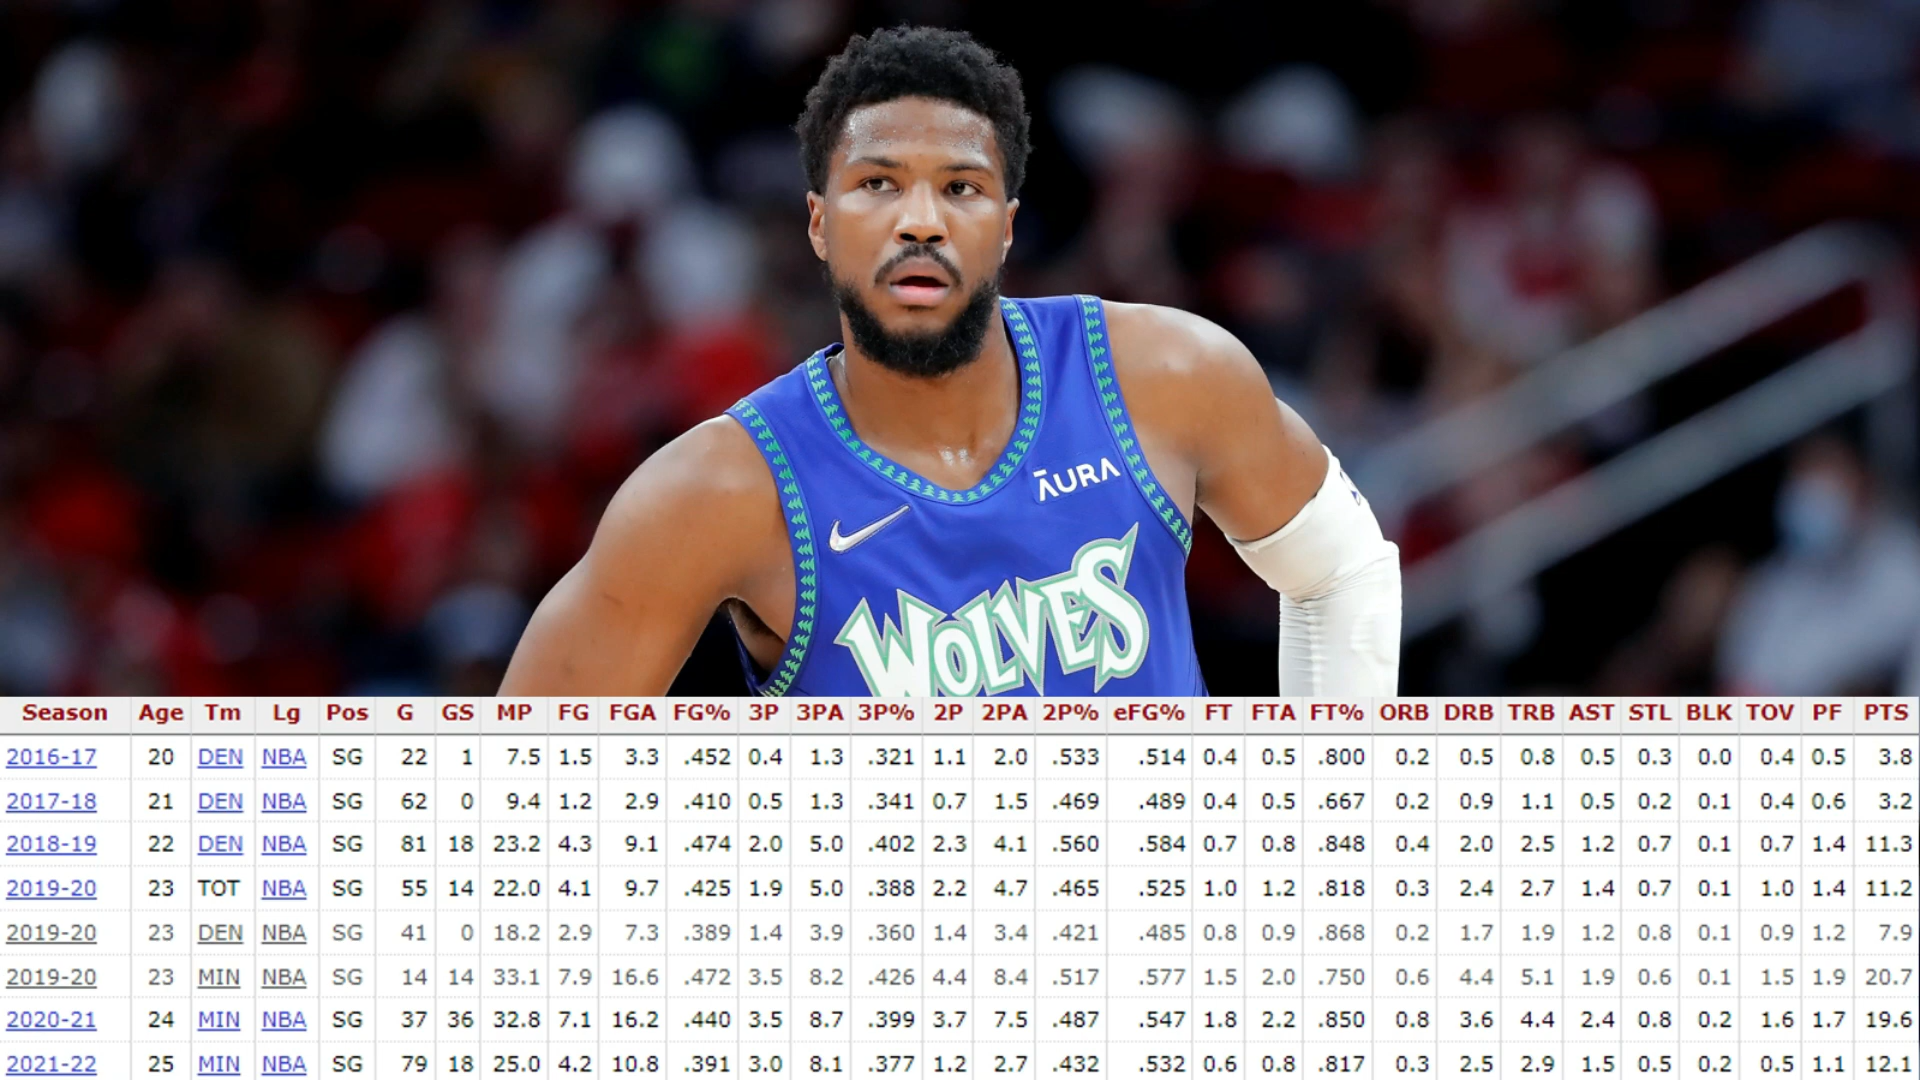 ĀURA
WOLVES
Season Age Tm Lg Pos G GS MP FG FGA FG% 3P 3PA 3P% 2P 2PA 2P% eFG% FT FTA FT% ORB DRB TRB AST STL BLK TOV PF PTS
2016-17 20 DEN NBA SG 22 1 7.5 1.5 3.3 .452 0.4 1.3 .321 1.1 2.0 .533 .514 0.4 0.5 .800 0.2 0.5 0.8 0.5 0.3 0.0 0.4 0.5 3.8
2017-18 21 DEN NBA SG 62 0 9.4 1.2 2.9 .410 0.5 1.3 .341 0.7 1.5 .469 .489 0.4 0.5 .667 0.2 0.9 1.1 0.5 0.2 0.1 0.4 0.6 3.2
2018-19 22 DEN NBA SG 81 18 23.2 4.3 9.1 .474 2.0 5.0 .402 2.3 4.1 .560 .584 0.7 0.8 .848 0.4 2.0 2.5 1.2 0.7 0.1 0.7 1.4 11.3
2019-20 23 TOT NBA SG 55 14 22.0 4.1 9.7 .425 1.9 5.0 .388 2.2 4.7 .465 .525 1.0 1.2 .818 0.3 2.4 2.7 1.4 0.7 0.1 1.0 1.4 11.2
2019-20 23 DEN NBA SG 41 0 18.2 2.9 7.3 .389 1.4 3.9 .360 1.4 3.4 .421 .485 0.8 0.9 .868 0.2 1.7 1.9 1.2 0.8 0.1 0.9 1.2 7.9
2019-20 23 MIN NBA SG 14 14 33.1 7.9 16.6 .472 3.5 8.2 .426 4.4 8.4 .517 .577 1.5 2.0 .750 0.6 4.4 5.1 1.9 0.6 0.1 1.5 1.9 20.7
2020-21 24 MIN NBA SG 37 36 32.8 7.1 16.2 .440 3.5 8.7 .399 3.7 7.5 .487 .547 1.8 2.2 .850 0.8 3.6 4.4 2.4 0.8 0.2 1.6 1.7 19.6
2021-22 25 MIN NBA SG 79 18 25.0 4.2 10.8 .391 3.0 8.1 .377 1.2 2.7 .432 .532 0.6 0.8 .817 0.3 2.5 2.9 1.5 0.5 0.2 0.5 1.1 12.1